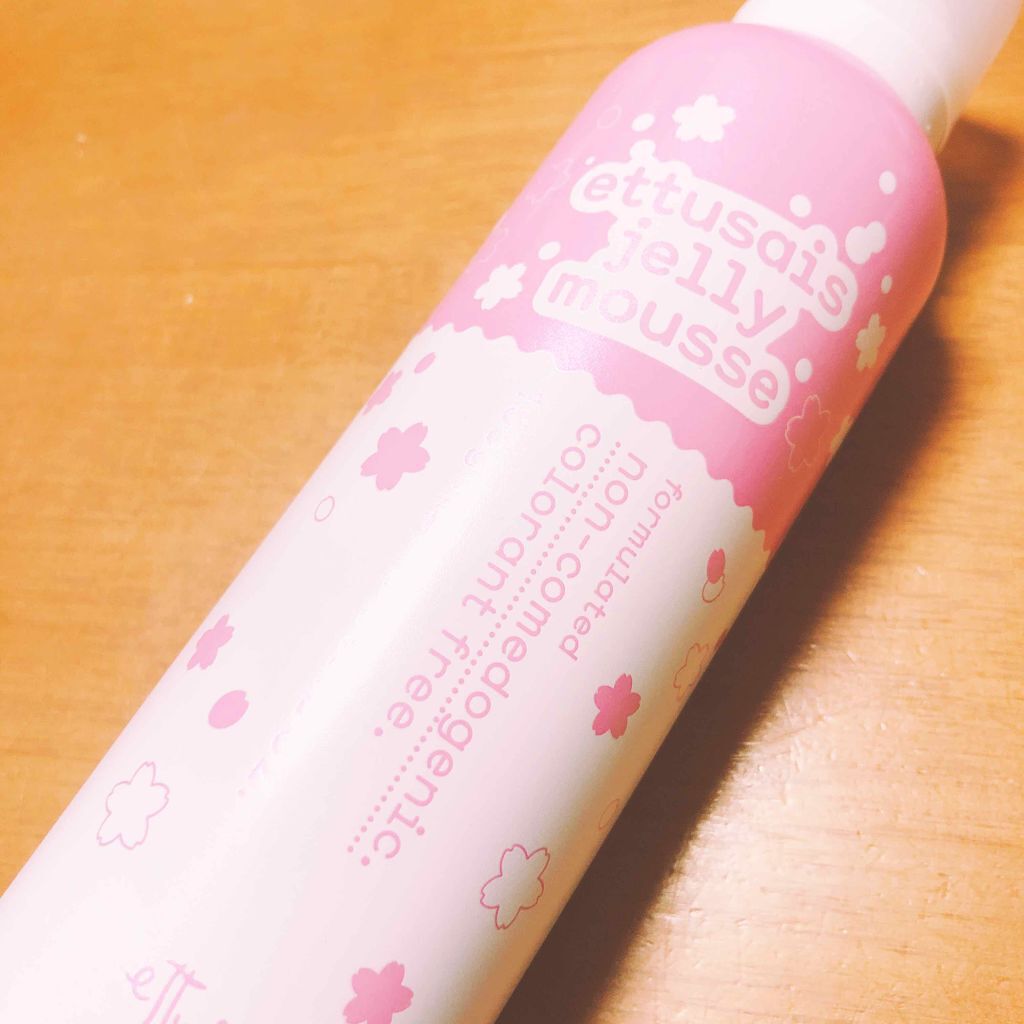 ettusais
jelly
mousse
formulated
non-comedogenic.
colorant free.